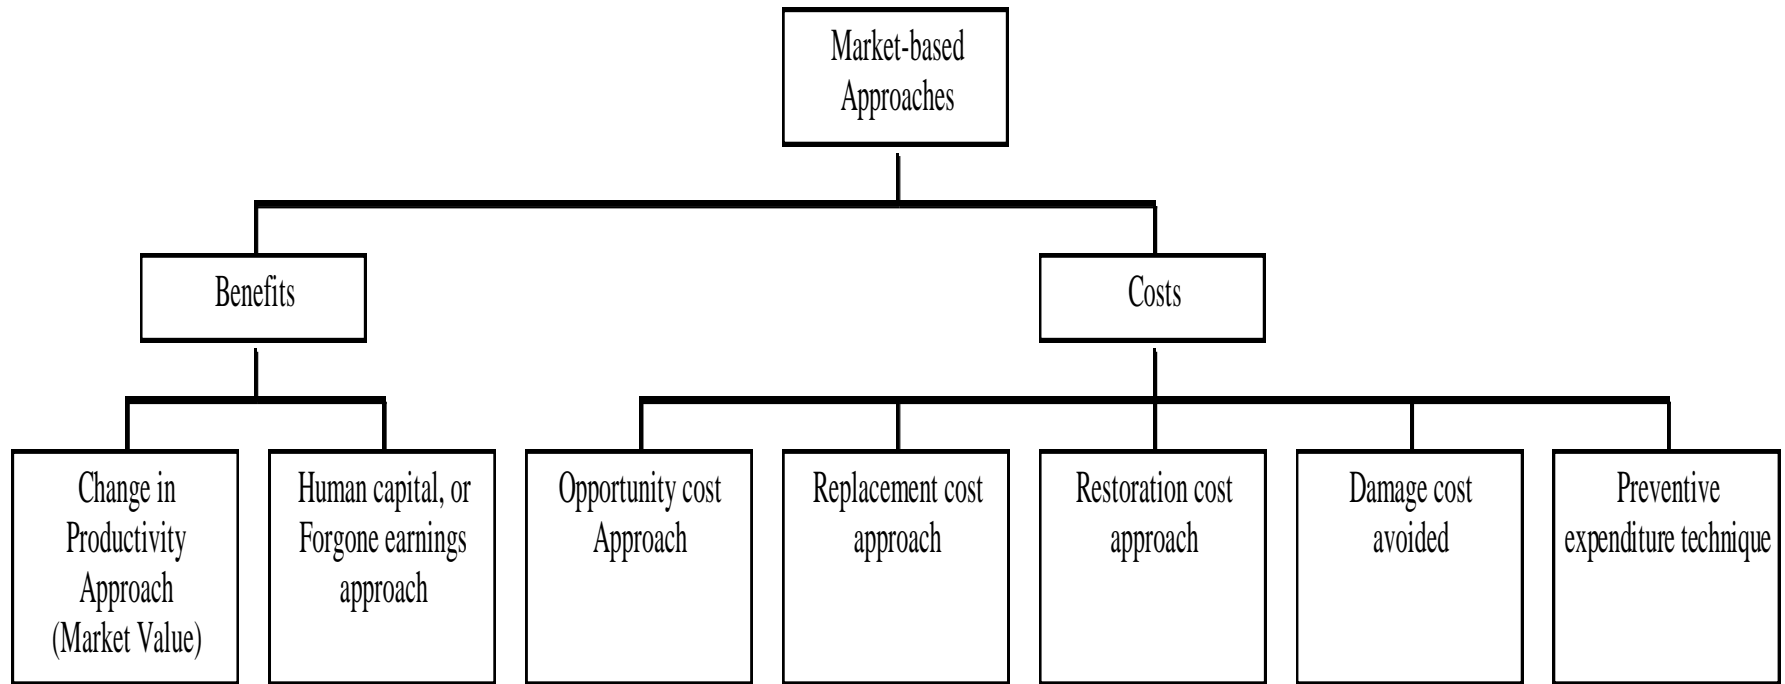 Market-based
Approaches
Benefits
Costs
Change in
Productivity
Approach
(Market Value)
Human capital, or
Forgone earnings
approach
Opportunity cost
Approach
Replacement cost
approach
Restoration cost
approach
Damage cost
avoided
Preventive
expenditure technique